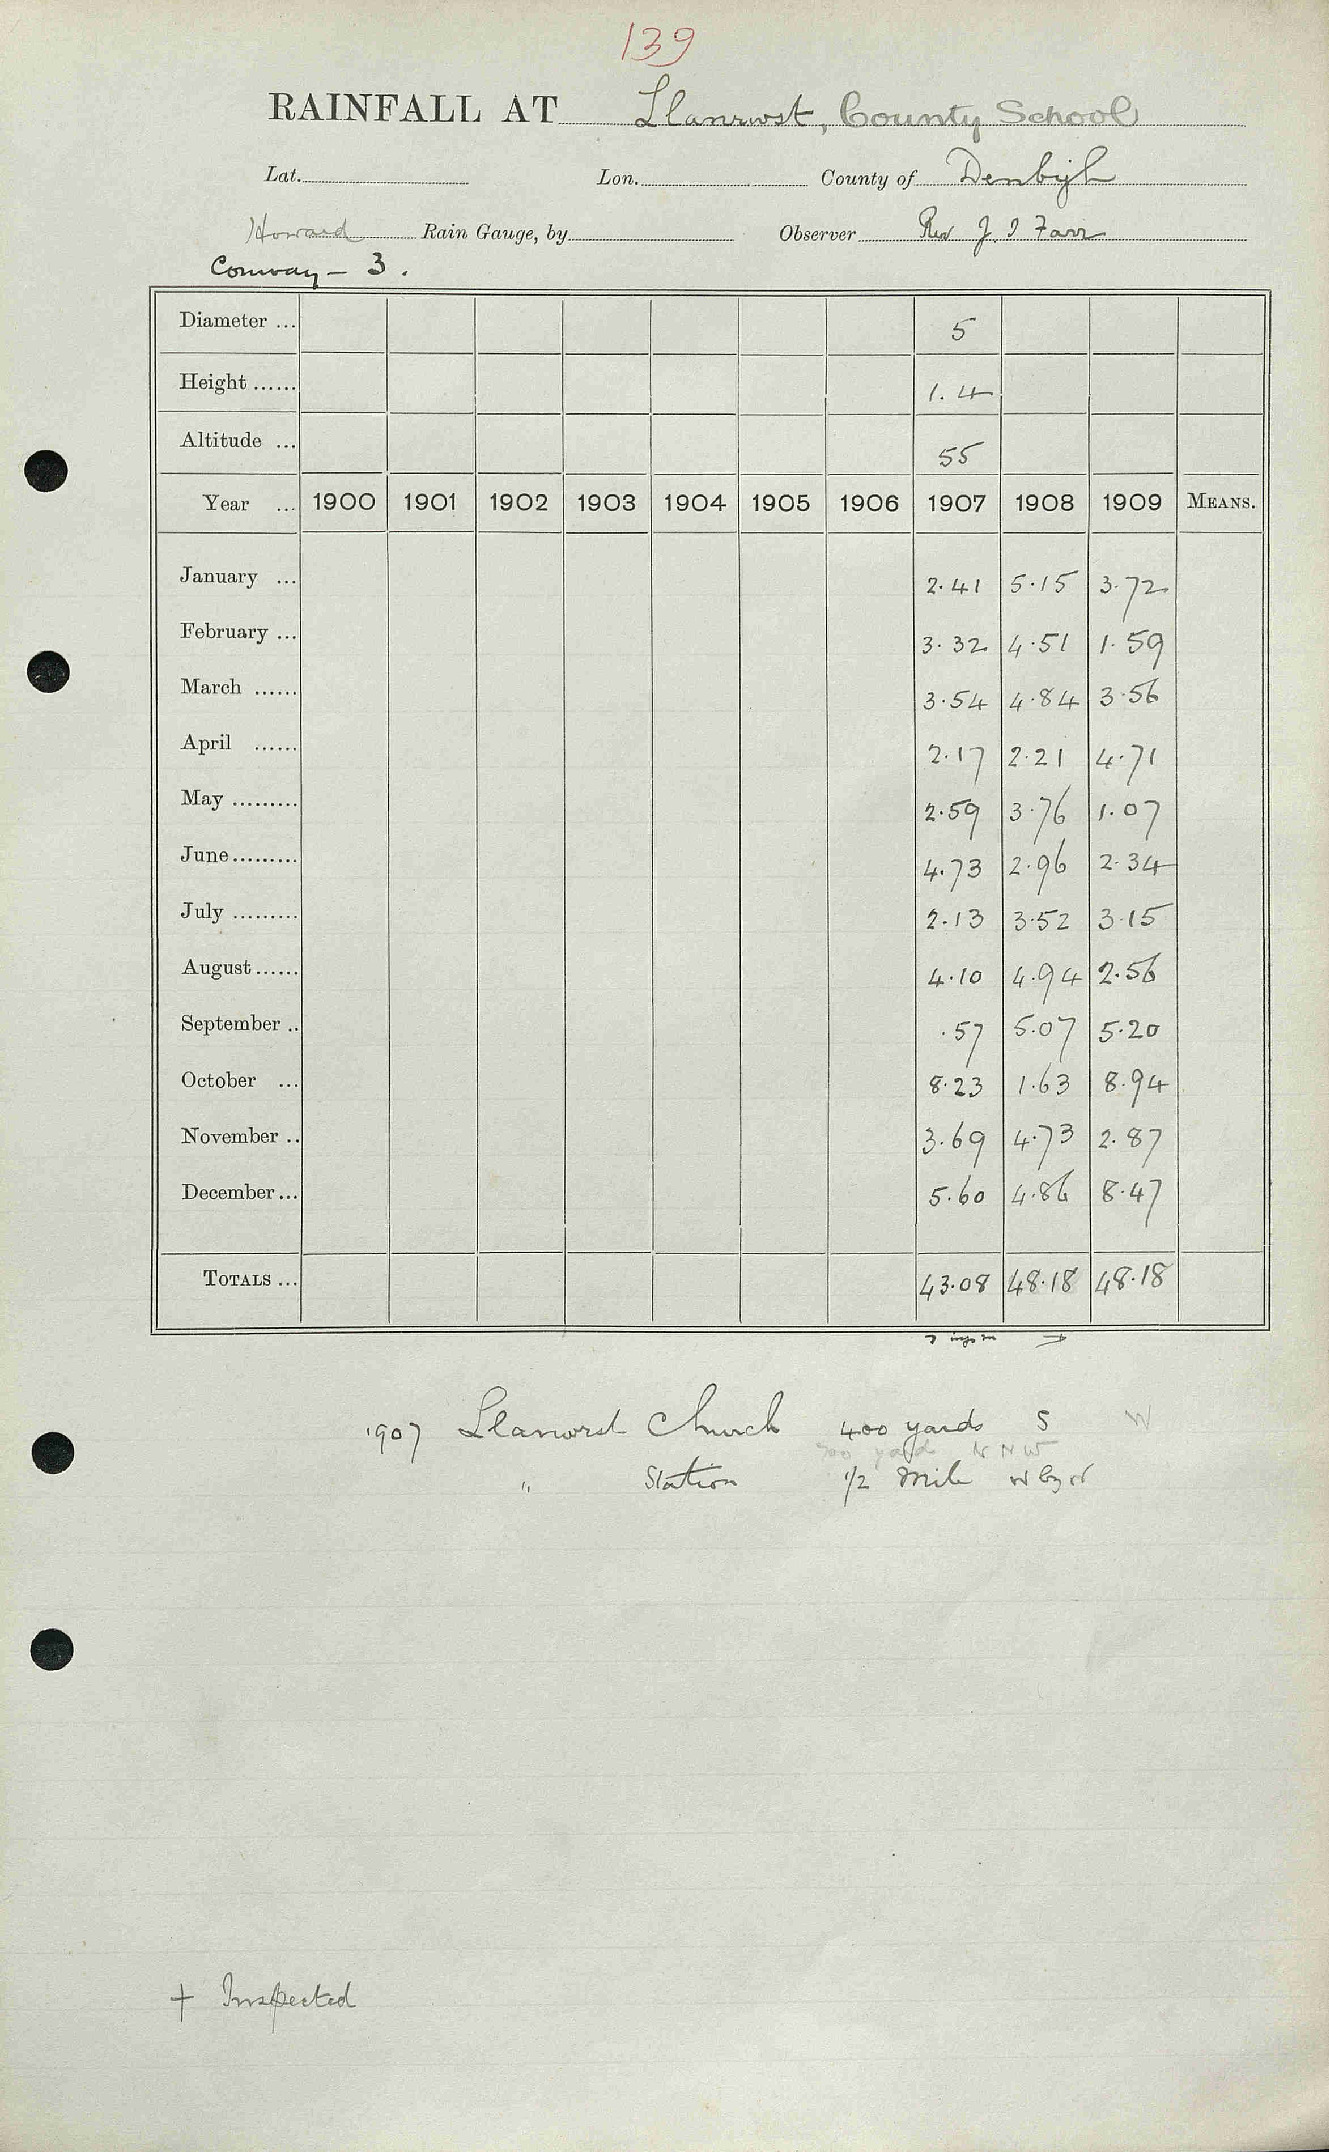 139
RAINFALL AT Llanrwst, County School
Lat. Lon. County of Denbigh
Howard Rain Gauge, by Observer Rev J. I Farr
Conway - 3.
Diameter ... 5
Height ...... 1.4
Altitude ... 55
Year ... 1900 1901 1902 1903 1904 1905 1906 1907 1908 1909 MEANS.
January ... 2.41 5.15 3.72
February ... 3.32 4.51 1.59
March ...... 3.54 4.84 3.56
April ...... 2.17 2.21 4.71
May ......... 2.59 3.76 1.07
June ......... 4.73 2.96 2.34
July ......... 2.13 3.52 3.15
August ...... 4.10 4.94 2.56
September .. .57 5.07 5.20
October ... 8.23 1.63 8.94
November .. 3.69 4.73 2.87
December ... 5.60 4.86 8.47
TOTALS ... 43.08 48.18 48.18
1907 Llanwrst Church 400 yards S W
yard N N W
" Station 1/2 Mile W by N
+ Inspected